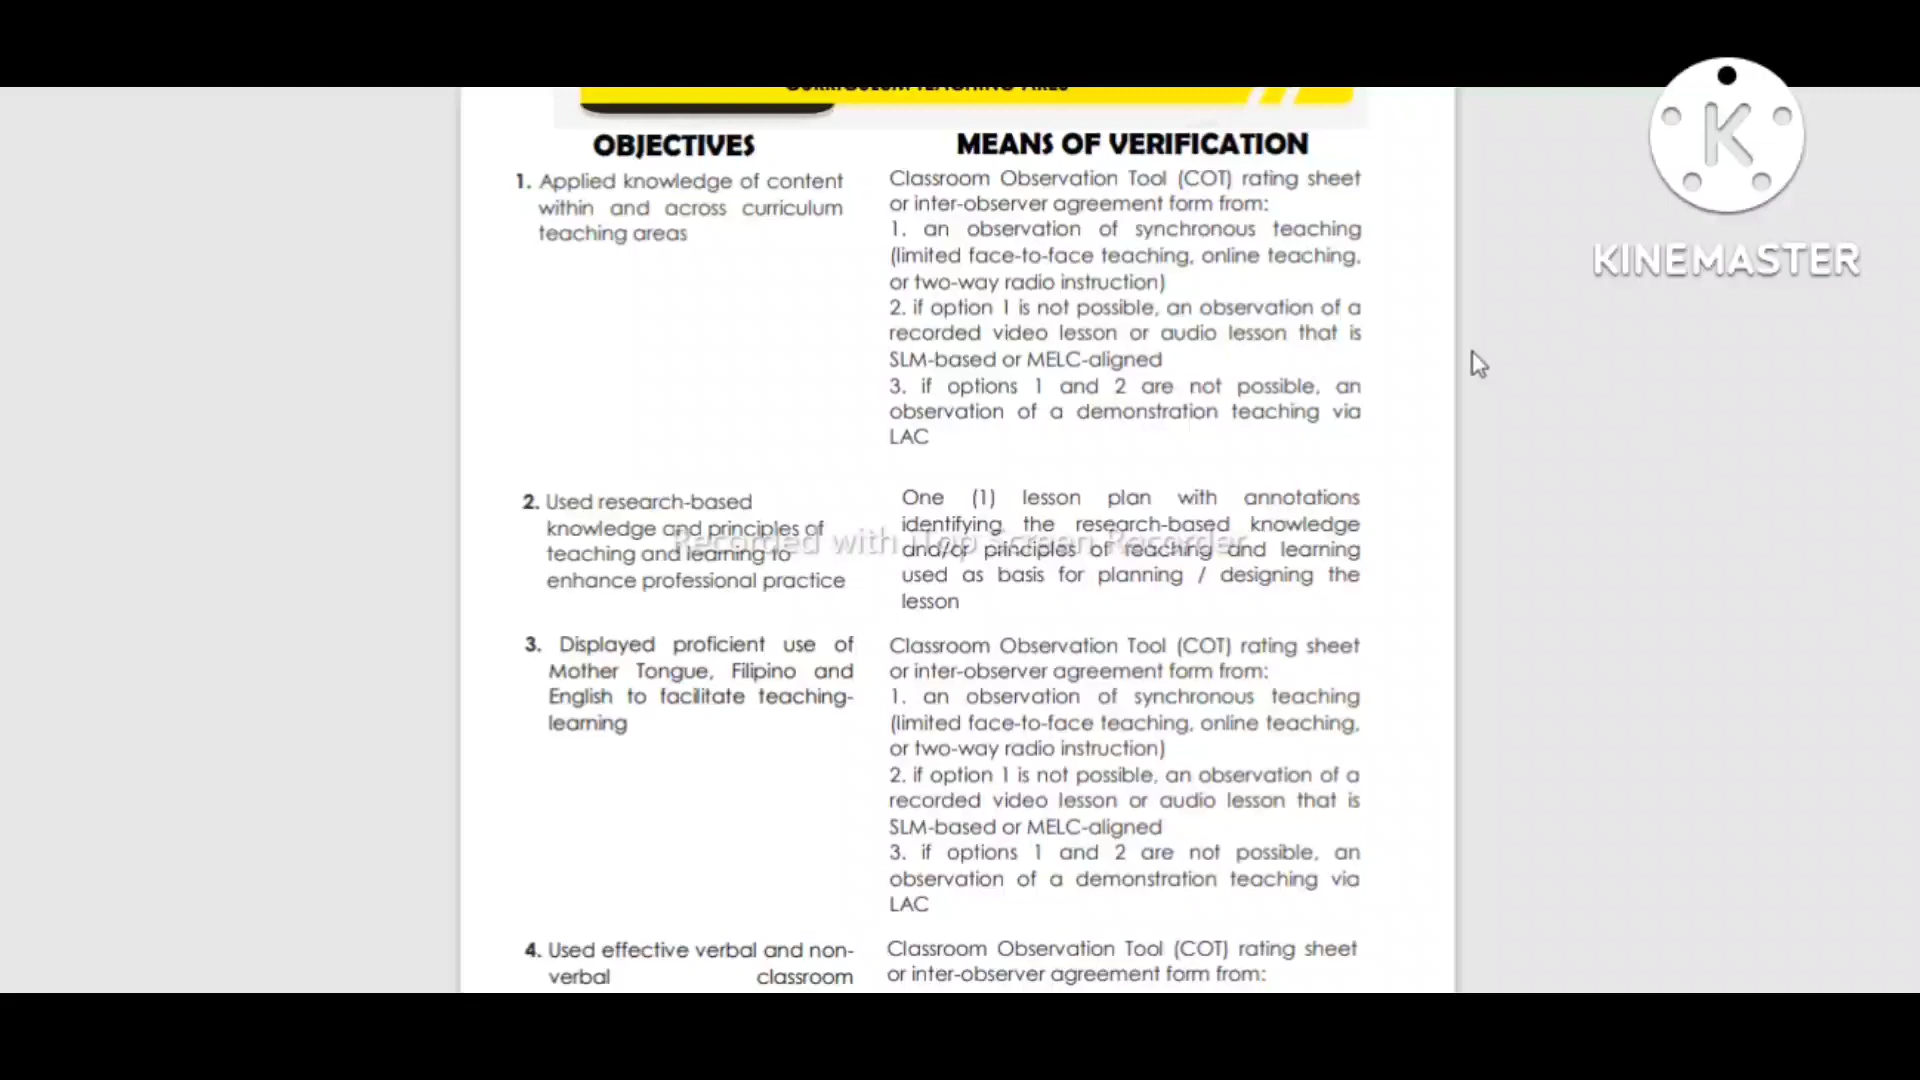 CURRICULUM TEACHING AREs
OBJECTIVES
MEANS OF VERIFICATION
1. Applied knowledge of content
within and across curriculum
teaching areas
Classroom Observation Tool (COT) rating sheet
or inter-observer agreement form from:
1. an observation of synchronous teaching
(limited face-to-face teaching, online teaching,
or two-way radio instruction)
2. if option 1 is not possible, an observation of a
recorded video lesson or audio lesson that is
SLM-based or MELC-aligned
3. if options 1 and 2 are not possible, an
observation of a demonstration teaching via
LAC
2. Used research-based
knowledge and principles of
teaching and learning to
enhance professional practice
One (1) lesson plan with annotations
identifying the research-based knowledge
and/or principles of teaching and learning
used as basis for planning / designing the
lesson
3. Displayed proficient use of
Mother Tongue, Filipino and
English to facilitate teaching-
learning
Classroom Observation Tool (COT) rating sheet
or inter-observer agreement form from:
1. an observation of synchronous teaching
(limited face-to-face teaching, online teaching,
or two-way radio instruction)
2. if option 1 is not possible, an observation of a
recorded video lesson or audio lesson that is
SLM-based or MELC-aligned
3. if options 1 and 2 are not possible, an
observation of a demonstration teaching via
LAC
4. Used effective verbal and non-
verbal classroom
Classroom Observation Tool (COT) rating sheet
or inter-observer agreement form from:
Recorded with iTop Screen Recorder
K
KINEMASTER